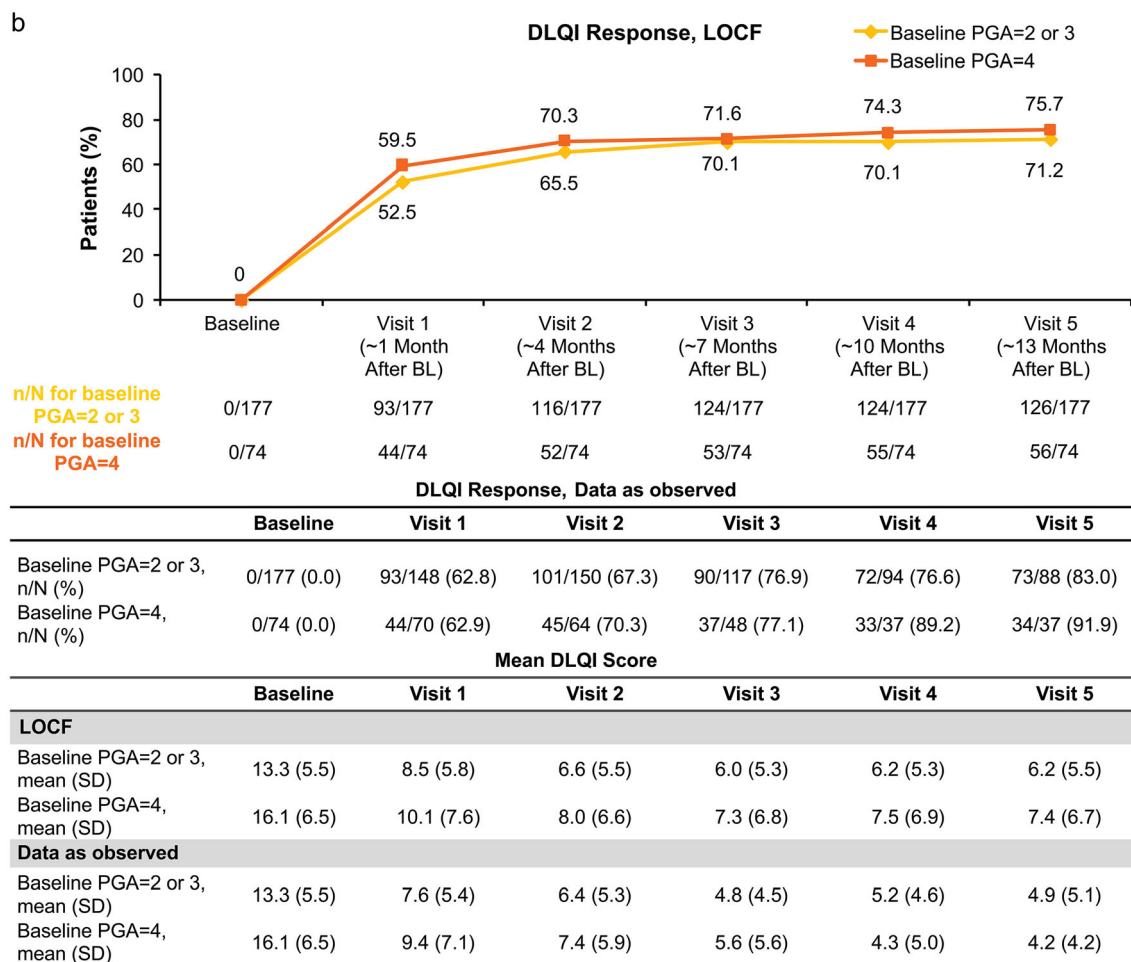 b
DLQI Response, LOCF
Baseline PGA=2 or 3
Baseline PGA=4
Patients (%)
100
80
60
40
20
0
0
59.5
70.3
71.6
74.3
75.7
52.5
65.5
70.1
70.1
71.2
Baseline
Visit 1
(~1 Month
After BL)
Visit 2
(~4 Months
After BL)
Visit 3
(~7 Months
After BL)
Visit 4
(~10 Months
After BL)
Visit 5
(~13 Months
After BL)
n/N for baseline
PGA=2 or 3
0/177 93/177 116/177 124/177 124/177 126/177
n/N for baseline
PGA=4
0/74 44/74 52/74 53/74 55/74 56/74
DLQI Response, Data as observed
Baseline Visit 1 Visit 2 Visit 3 Visit 4 Visit 5
Baseline PGA=2 or 3,
n/N (%)
0/177 (0.0) 93/148 (62.8) 101/150 (67.3) 90/117 (76.9) 72/94 (76.6) 73/88 (83.0)
Baseline PGA=4,
n/N (%)
0/74 (0.0) 44/70 (62.9) 45/64 (70.3) 37/48 (77.1) 33/37 (89.2) 34/37 (91.9)
Mean DLQI Score
Baseline Visit 1 Visit 2 Visit 3 Visit 4 Visit 5
LOCF
Baseline PGA=2 or 3,
mean (SD)
13.3 (5.5) 8.5 (5.8) 6.6 (5.5) 6.0 (5.3) 6.2 (5.3) 6.2 (5.5)
Baseline PGA=4,
mean (SD)
16.1 (6.5) 10.1 (7.6) 8.0 (6.6) 7.3 (6.8) 7.5 (6.9) 7.4 (6.7)
Data as observed
Baseline PGA=2 or 3,
mean (SD)
13.3 (5.5) 7.6 (5.4) 6.4 (5.3) 4.8 (4.5) 5.2 (4.6) 4.9 (5.1)
Baseline PGA=4,
mean (SD)
16.1 (6.5) 9.4 (7.1) 7.4 (5.9) 5.6 (5.6) 4.3 (5.0) 4.2 (4.2)